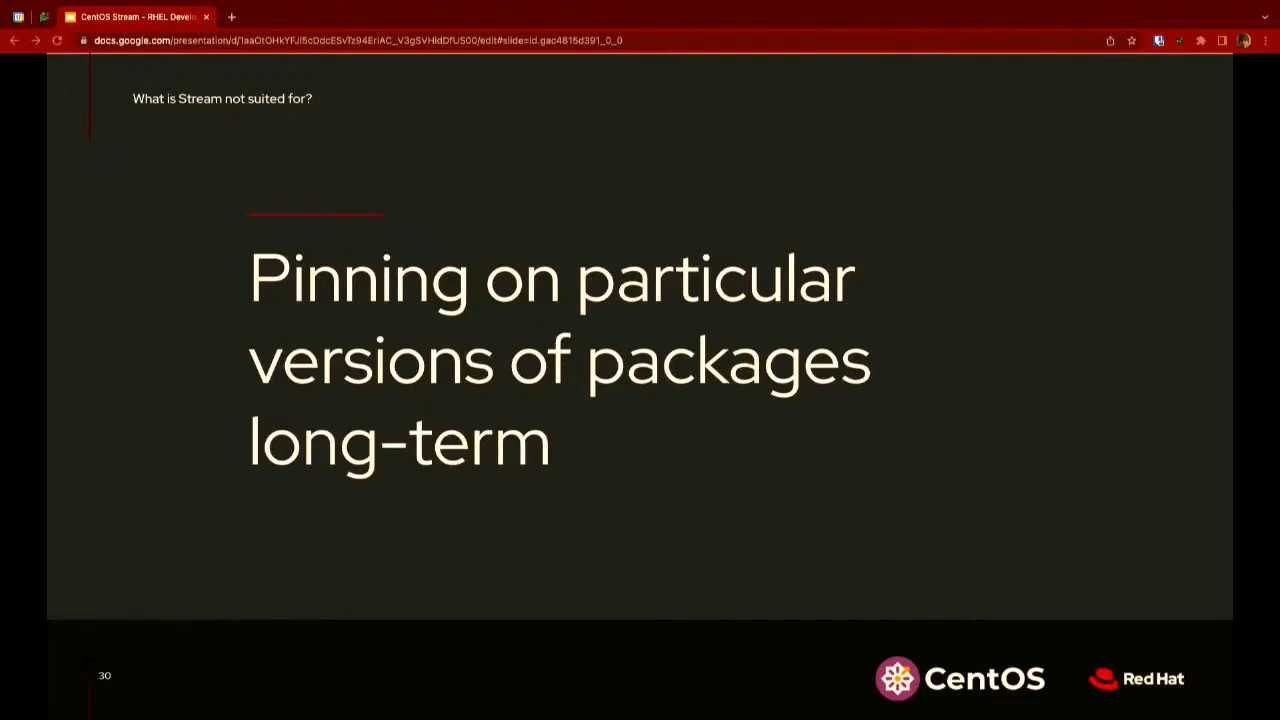 CentOS Stream - RHEL Develo
docs.google.com/presentation/d/1aaOtOHkYFJi5cDdcESvTz94ErIAC_V3gSVHidDfUS00/edit#slide=id.gac4815d391_0_0
What is Stream not suited for?
Pinning on particular
versions of packages
long-term
30
CentOS
Red Hat